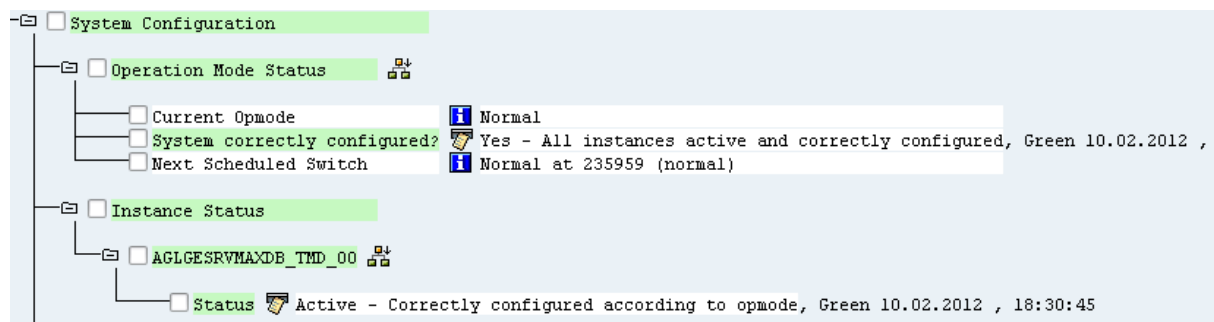 System Configuration
Operation Mode Status
Current Opmode Normal
System correctly configured? Yes - All instances active and correctly configured, Green 10.02.2012 ,
Next Scheduled Switch Normal at 235959 (normal)
Instance Status
AGLGESRVMAXDB_TMD_00
Status Active - Correctly configured according to opmode, Green 10.02.2012 , 18:30:45